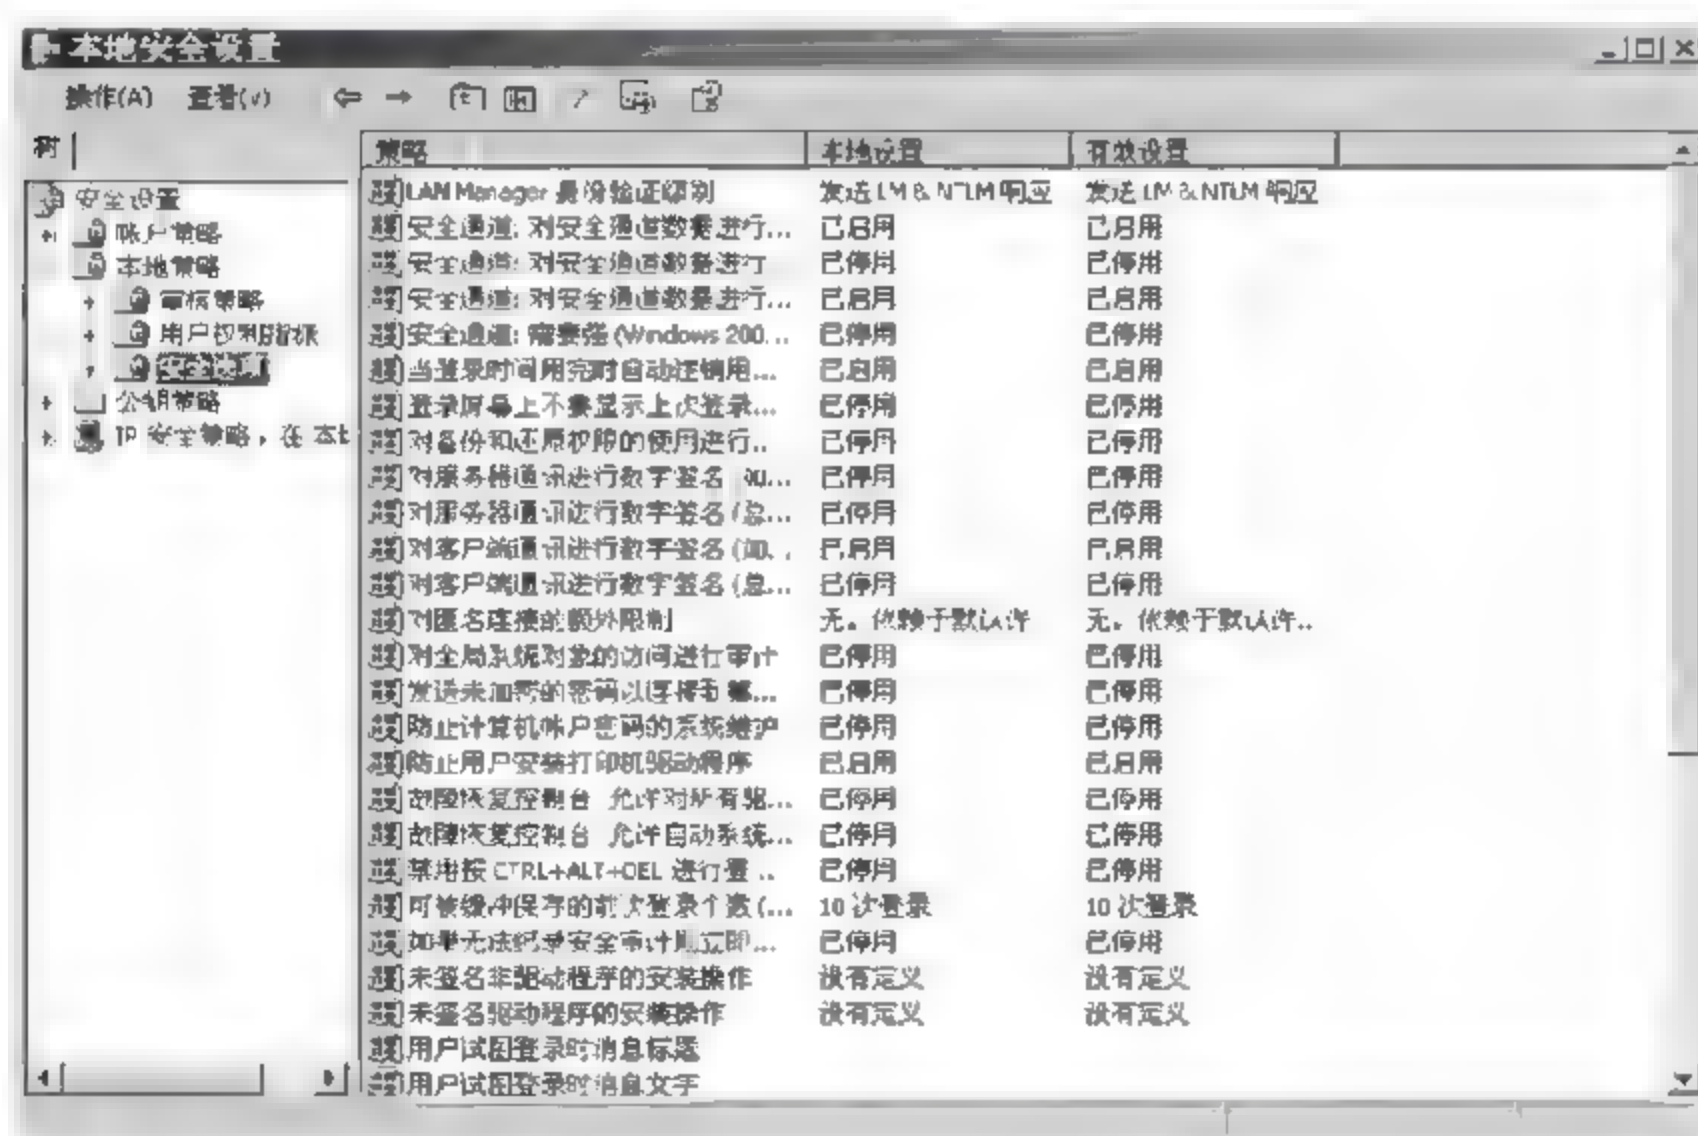 本地安全设置
操作(A) 查看(V)
树
安全设置
帐户策略
本地策略
审核策略
用户权利指派
安全选项
公钥策略
IP 安全策略，在 本地
策略 本地设置 有效设置
LAN Manager 身份验证级别 发送 LM & NTLM 响应 发送 LM & NTLM 响应
安全通道: 对安全通道数据进行... 已启用 已启用
安全通道: 对安全通道数据进行 已停用 已停用
安全通道: 对安全通道数据进行... 已启用 已启用
安全通道: 需要强 (Windows 200... 已停用 已停用
当登录时间用完时自动注销用... 已启用 已启用
登录屏幕上不要显示上次登录... 已停用 已停用
对备份和还原权限的使用进行.. 已停用 已停用
对服务器通讯进行数字签名 如... 已停用 已停用
对服务器通讯进行数字签名 (总... 已停用 已停用
对客户端通讯进行数字签名 (如.. 已启用 已启用
对客户端通讯进行数字签名 (总... 已停用 已停用
对匿名连接的额外限制 无。依赖于默认许 无。依赖于默认许..
对全局系统对象的访问进行审计 已停用 已停用
发送未加密的密码以连接到第... 已停用 已停用
防止计算机帐户密码的系统维护 已停用 已停用
防止用户安装打印机驱动程序 已启用 已启用
故障恢复控制台 允许对所有驱... 已停用 已停用
故障恢复控制台 允许自动系统... 已停用 已停用
禁用按 CTRL+ALT+DEL 进行登 .. 已停用 已停用
可被缓冲保存的前次登录个数 (... 10 次登录 10 次登录
如果无法纪录安全审计则立即... 已停用 已停用
未签名非驱动程序的安装操作 没有定义 没有定义
未签名驱动程序的安装操作 没有定义 没有定义
用户试图登录时消息标题
用户试图登录时消息文字